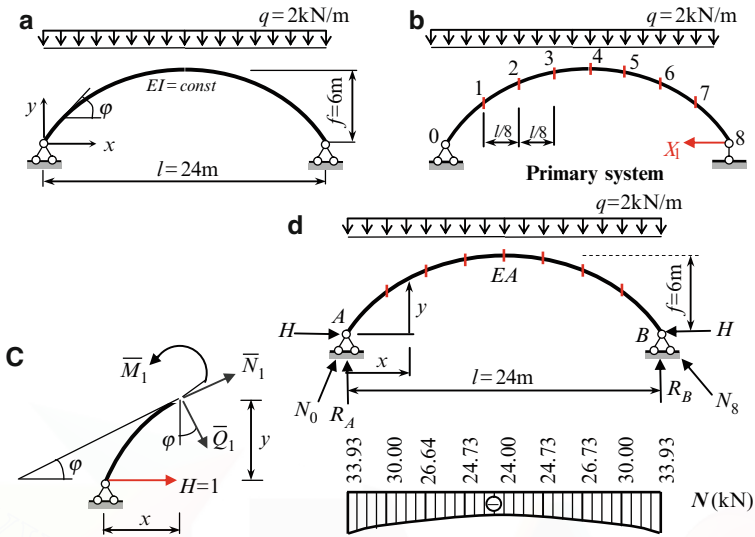 a
q = 2kN/m
EI = const
y
φ
x
f = 6m
l = 24m
b
q = 2kN/m
0
1
2
3
4
5
6
7
8
l/8
l/8
X₁
Primary system
C
M̅₁
N̅₁
Q̅₁
φ
φ
y
H=1
x
d
q = 2kN/m
EA
A
B
H
H
y
x
f = 6m
l = 24m
N₀
R_A
R_B
N₈
33.93
30.00
26.64
24.73
24.00
24.73
26.73
30.00
33.93
−
N (kN)